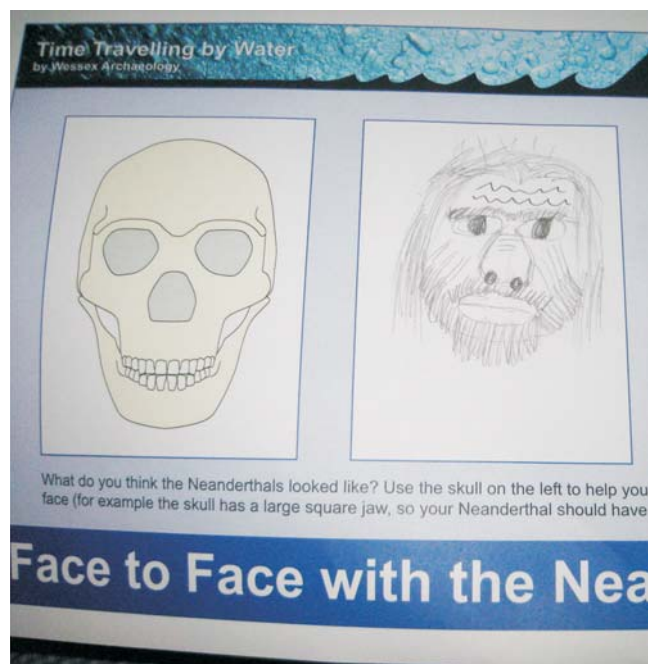 Time Travelling by Water
by Wessex Archaeology
What do you think the Neanderthals looked like? Use the skull on the left to help you
face (for example the skull has a large square jaw, so your Neanderthal should have
Face to Face with the Nea